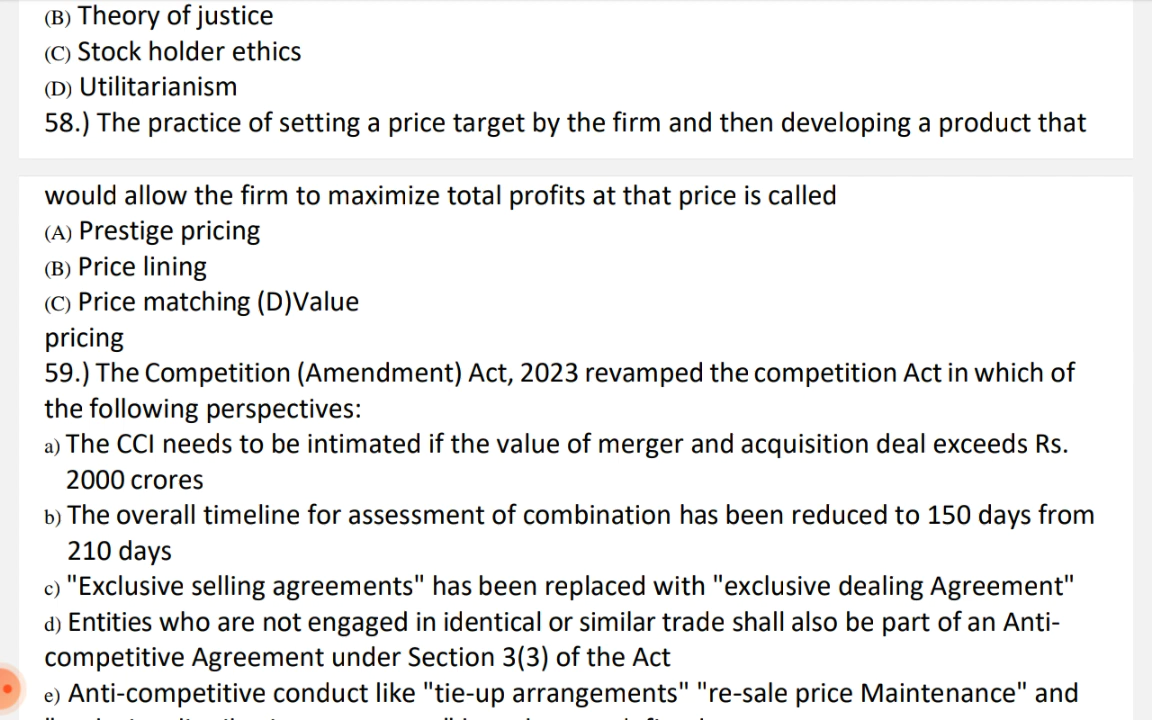 (B) Theory of justice
(C) Stock holder ethics
(D) Utilitarianism
58.) The practice of setting a price target by the firm and then developing a product that
would allow the firm to maximize total profits at that price is called
(A) Prestige pricing
(B) Price lining
(C) Price matching (D)Value
pricing
59.) The Competition (Amendment) Act, 2023 revamped the competition Act in which of
the following perspectives:
a) The CCI needs to be intimated if the value of merger and acquisition deal exceeds Rs.
2000 crores
b) The overall timeline for assessment of combination has been reduced to 150 days from
210 days
c) "Exclusive selling agreements" has been replaced with "exclusive dealing Agreement"
d) Entities who are not engaged in identical or similar trade shall also be part of an Anti-
competitive Agreement under Section 3(3) of the Act
e) Anti-competitive conduct like "tie-up arrangements" "re-sale price Maintenance" and